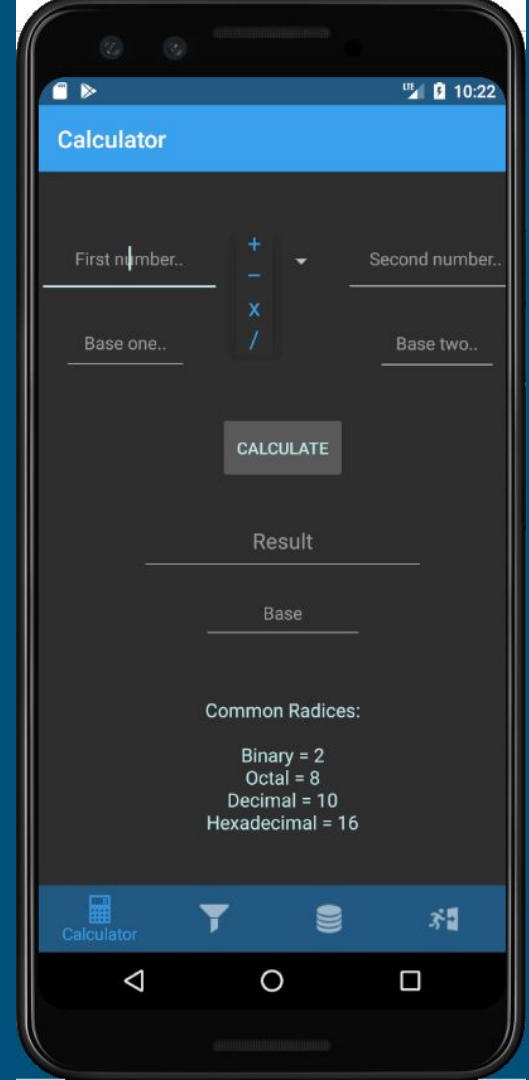 LTE 10:22
Calculator
First number..
+
−
x
/
Second number..
Base one..
Base two..
CALCULATE
Result
Base
Common Radices:
Binary = 2
Octal = 8
Decimal = 10
Hexadecimal = 16
Calculator